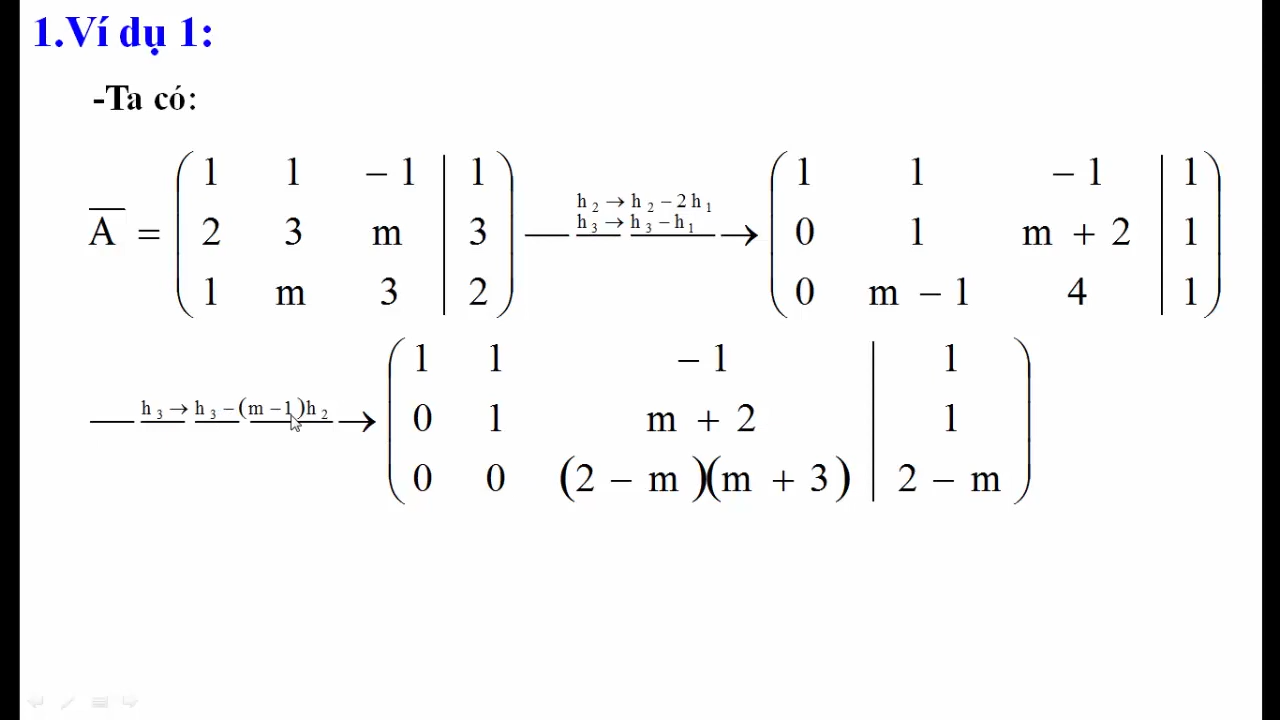 1.Ví dụ 1:
-Ta có:
A̅ = ( 1 1 − 1 | 1 ) h₂ → h₂ − 2h₁ ( 1 1 − 1 | 1 )
( 2 3 m | 3 ) h₃ → h₃ − h₁ → ( 0 1 m + 2 | 1 )
( 1 m 3 | 2 ) ( 0 m − 1 4 | 1 )
( 1 1 − 1 | 1 )
h₃ → h₃ − (m − 1)h₂ → ( 0 1 m + 2 | 1 )
( 0 0 (2 − m)(m + 3) | 2 − m )